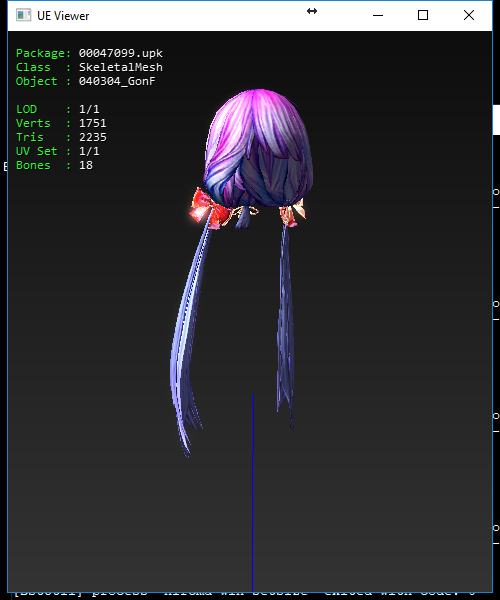 UE Viewer
Package: 00047099.upk
Class : SkeletalMesh
Object : 040304_GonF
LOD : 1/1
Verts : 1751
Tris : 2235
UV Set : 1/1
Bones : 18